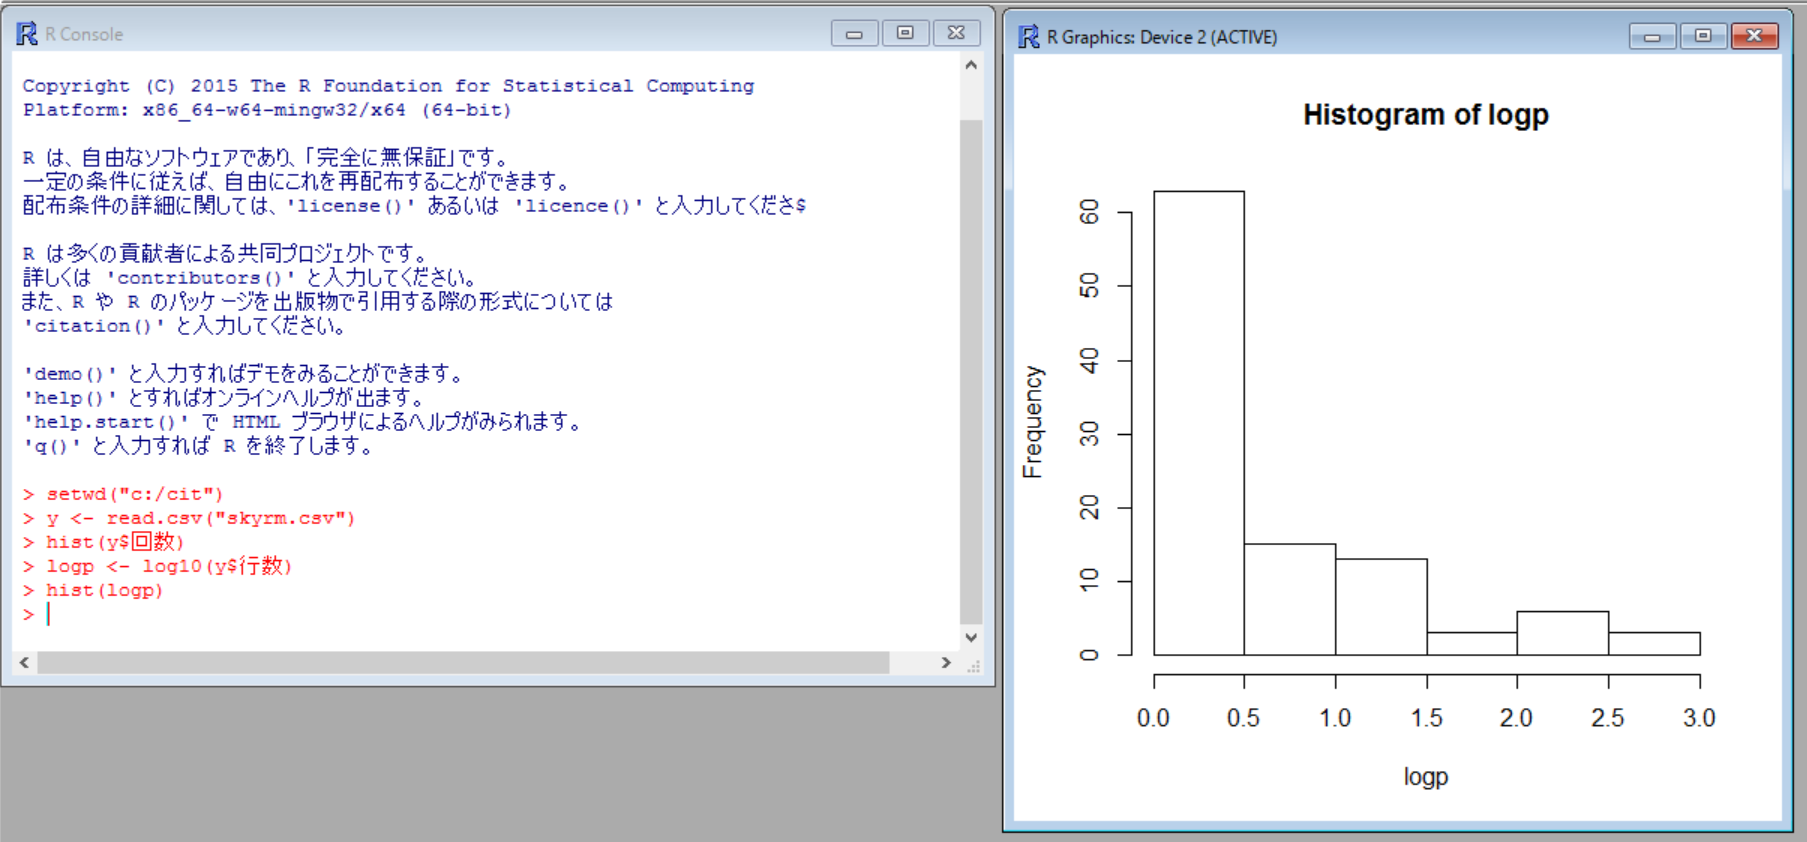 R Console
Copyright (C) 2015 The R Foundation for Statistical Computing
Platform: x86_64-w64-mingw32/x64 (64-bit)
R は、自由なソフトウェアであり、「完全に無保証」です。
一定の条件に従えば、自由にこれを再配布することができます。
配布条件の詳細に関しては、'license()' あるいは 'licence()' と入力してくださ$
R は多くの貢献者による共同プロジェクトです。
詳しくは 'contributors()' と入力してください。
また、R や R のパッケージを出版物で引用する際の形式については
'citation()' と入力してください。
'demo()' と入力すればデモをみることができます。
'help()' とすればオンラインヘルプが出ます。
'help.start()' で HTML ブラウザによるヘルプがみられます。
'q()' と入力すれば R を終了します。
> setwd("c:/cit")
> y <- read.csv("skyrm.csv")
> hist(y$回数)
> logp <- log10(y$行数)
> hist(logp)
>
R Graphics: Device 2 (ACTIVE)
Histogram of logp
Frequency
60
50
40
30
20
10
0
0.0 0.5 1.0 1.5 2.0 2.5 3.0
logp